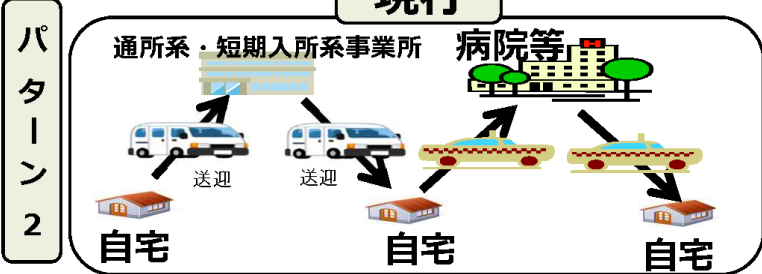 現行
パターン2
通所系・短期入所系事業所
病院等
送迎
送迎
自宅
自宅
自宅